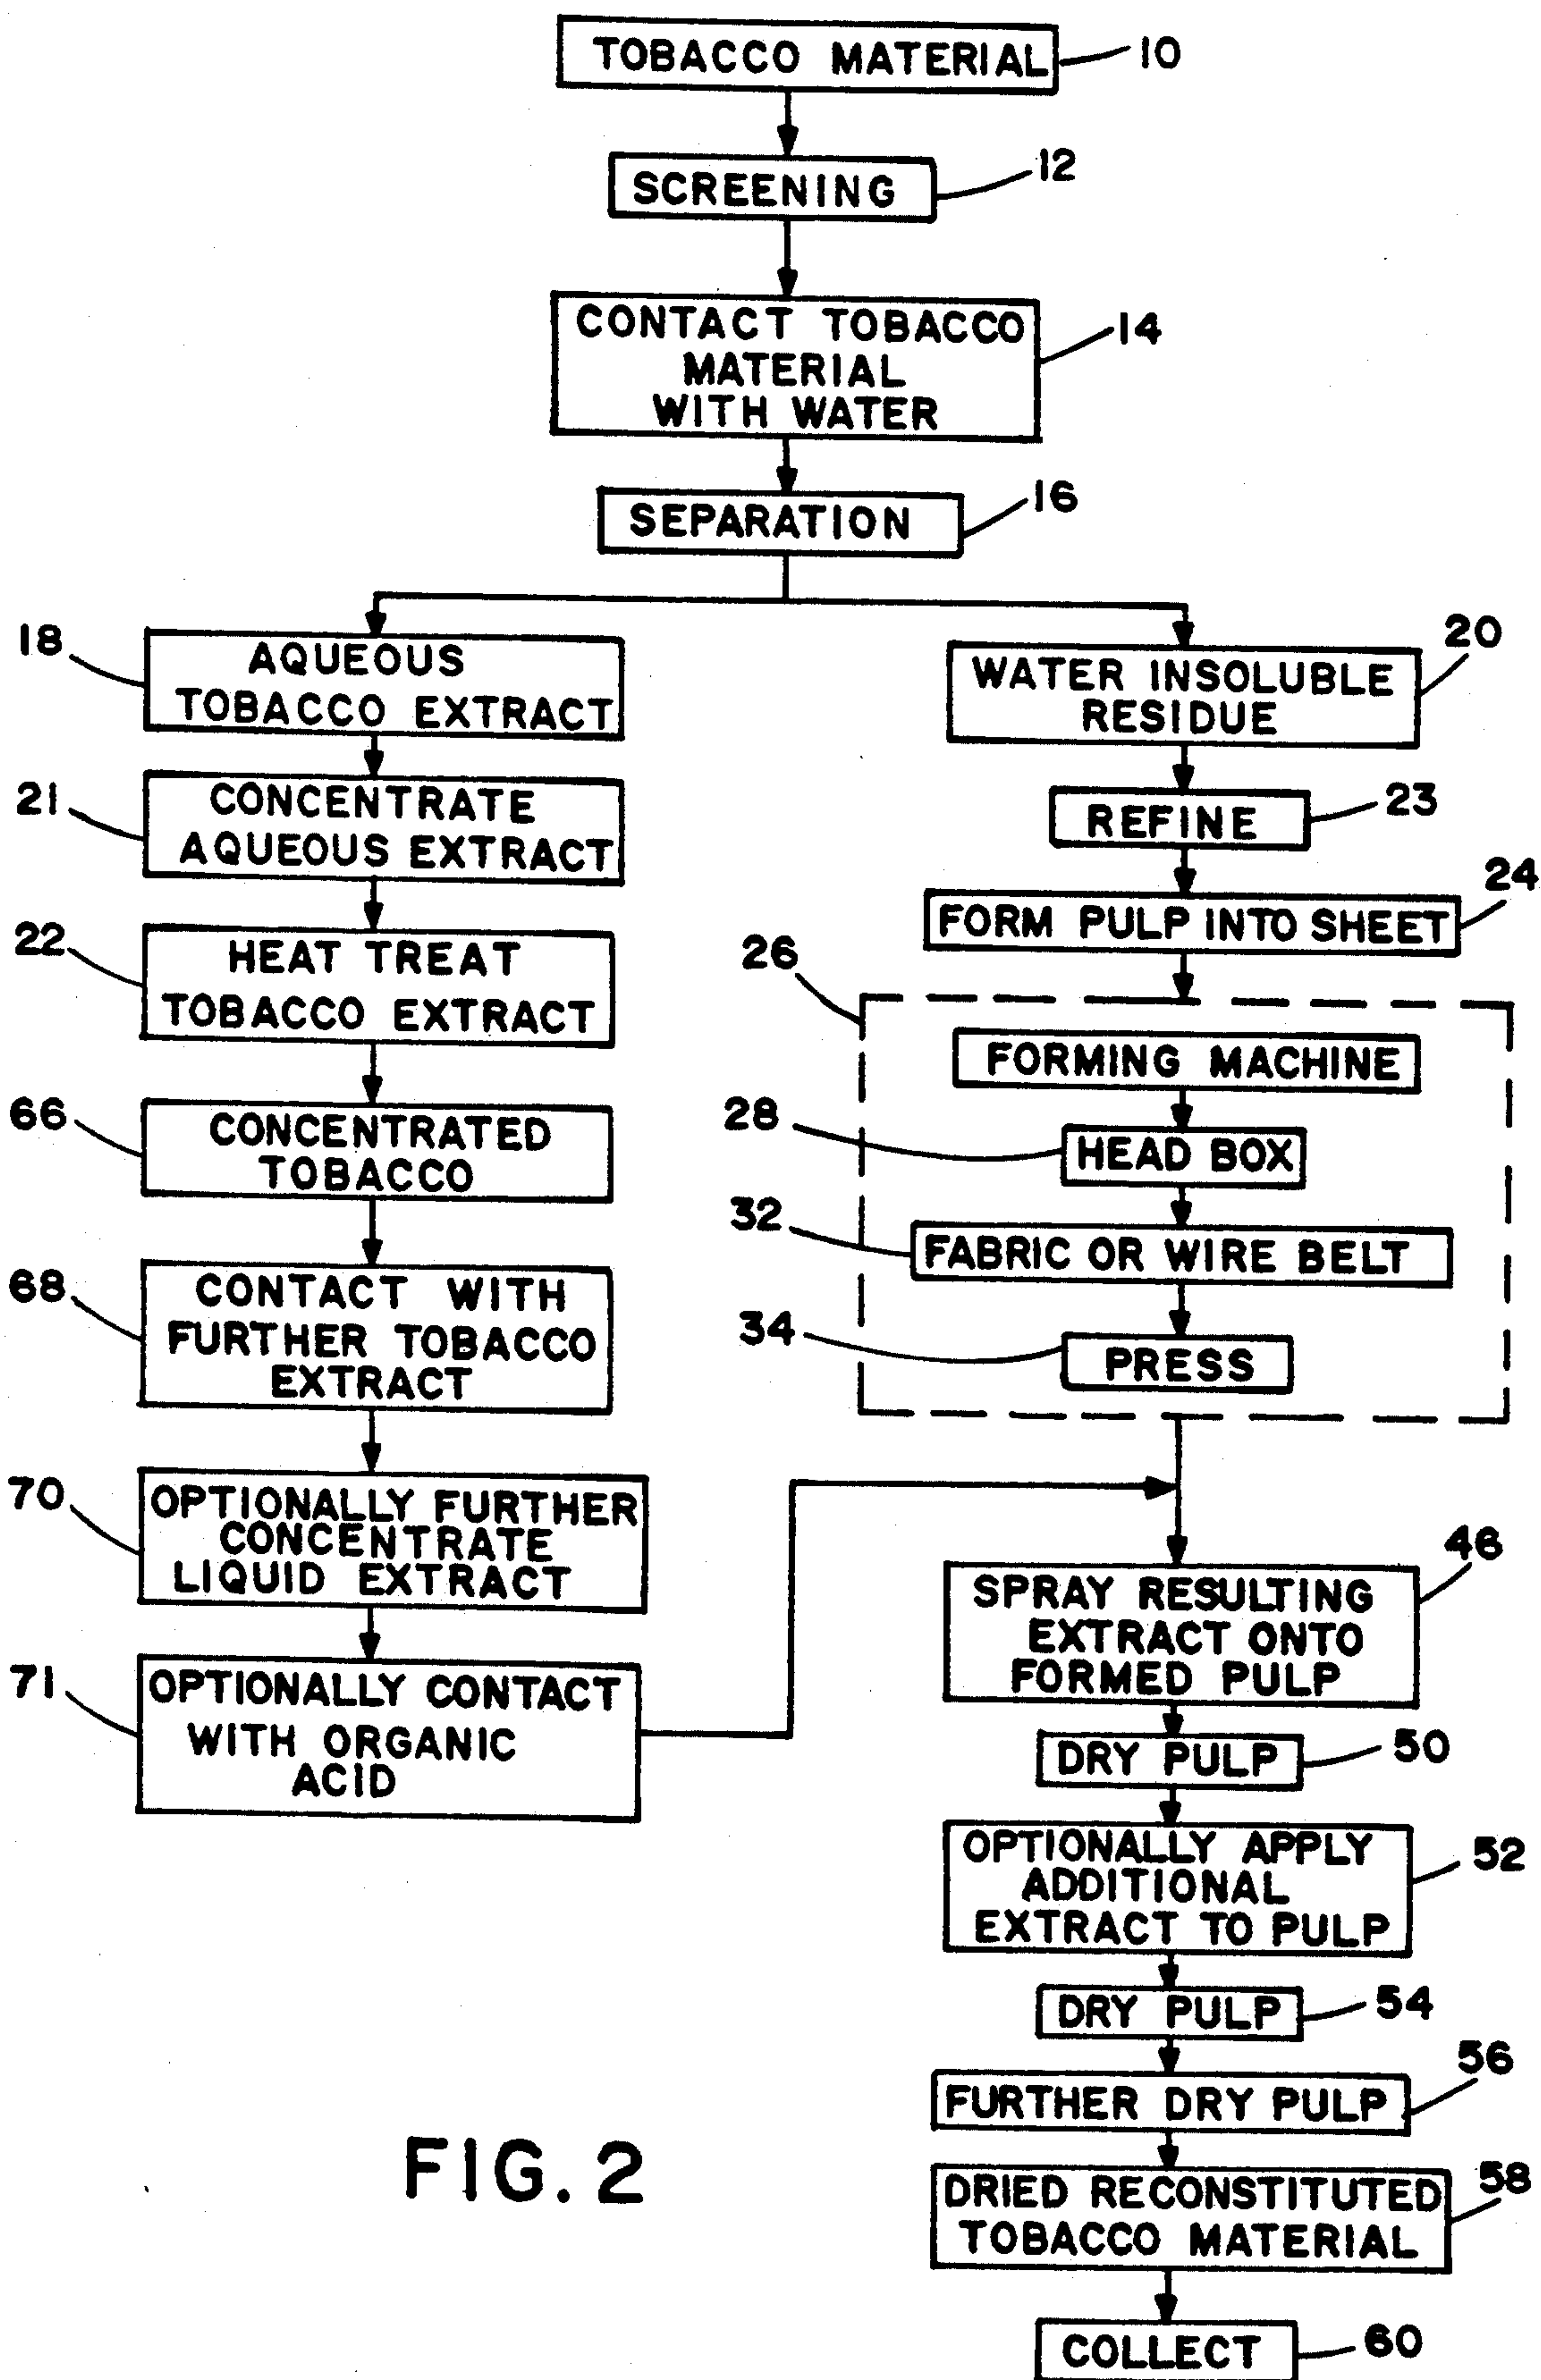 TOBACCO MATERIAL
10
SCREENING
12
CONTACT TOBACCO
MATERIAL
WITH WATER
14
SEPARATION
16
18
AQUEOUS
TOBACCO EXTRACT
21
CONCENTRATE
AQUEOUS EXTRACT
22
HEAT TREAT
TOBACCO EXTRACT
66
CONCENTRATED
TOBACCO
68
CONTACT WITH
FURTHER TOBACCO
EXTRACT
70
OPTIONALLY FURTHER
CONCENTRATE
LIQUID EXTRACT
71
OPTIONALLY CONTACT
WITH ORGANIC
ACID
WATER INSOLUBLE
RESIDUE
20
REFINE
23
FORM PULP INTO SHEET
24
26
FORMING MACHINE
28
HEAD BOX
32
FABRIC OR WIRE BELT
34
PRESS
SPRAY RESULTING
EXTRACT ONTO
FORMED PULP
46
DRY PULP
50
OPTIONALLY APPLY
ADDITIONAL
EXTRACT TO PULP
52
DRY PULP
54
FURTHER DRY PULP
56
DRIED RECONSTITUTED
TOBACCO MATERIAL
58
COLLECT
60
FIG. 2